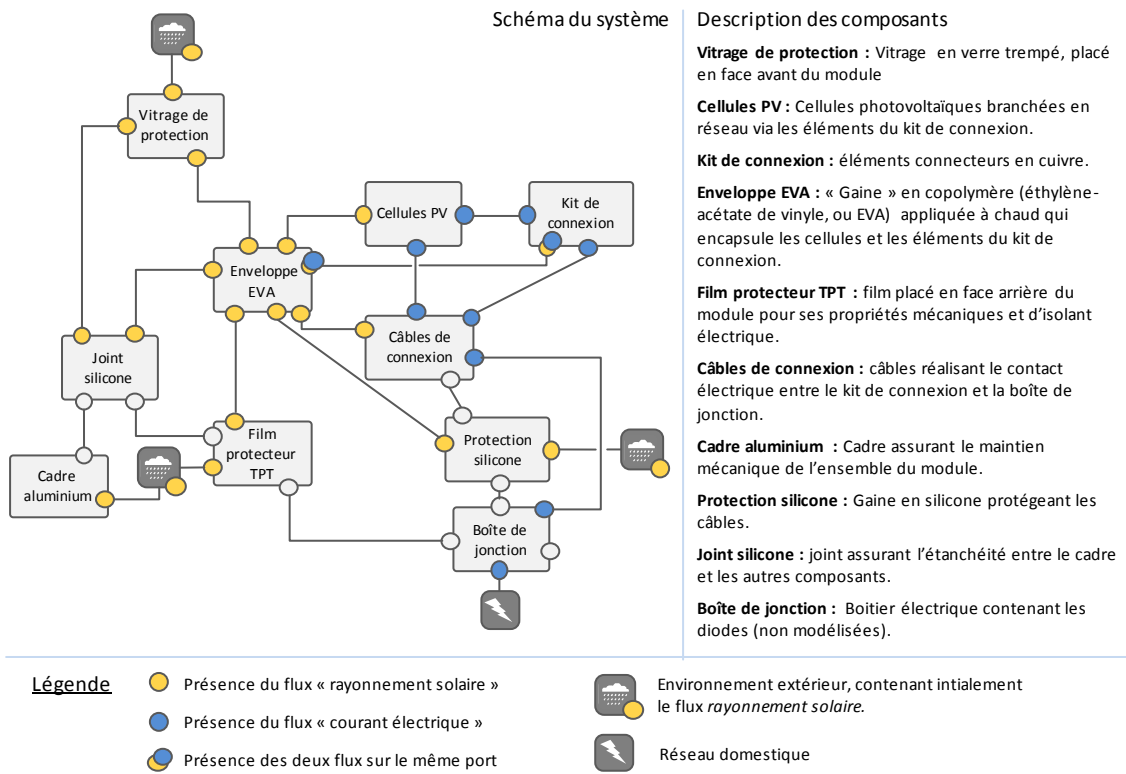 Schéma du système
Vitrage de
protection
Cellules PV
Kit de
connexion
Enveloppe
EVA
Câbles de
connexion
Joint
silicone
Film
protecteur
TPT
Protection
silicone
Cadre
aluminium
Boîte de
jonction
Description des composants
Vitrage de protection : Vitrage en verre trempé, placé
en face avant du module
Cellules PV : Cellules photovoltaïques branchées en
réseau via les éléments du kit de connexion.
Kit de connexion : éléments connecteurs en cuivre.
Enveloppe EVA : « Gaine » en copolymère (éthylène-
acétate de vinyle, ou EVA) appliquée à chaud qui
encapsule les cellules et les éléments du kit de
connexion.
Film protecteur TPT : film placé en face arrière du
module pour ses propriétés mécaniques et d'isolant
électrique.
Câbles de connexion : câbles réalisant le contact
électrique entre le kit de connexion et la boîte de
jonction.
Cadre aluminium : Cadre assurant le maintien
mécanique de l'ensemble du module.
Protection silicone : Gaine en silicone protégeant les
câbles.
Joint silicone : joint assurant l'étanchéité entre le cadre
et les autres composants.
Boîte de jonction : Boitier électrique contenant les
diodes (non modélisées).
Légende
Présence du flux « rayonnement solaire »
Présence du flux « courant électrique »
Présence des deux flux sur le même port
Environnement extérieur, contenant intialement
le flux rayonnement solaire.
Réseau domestique